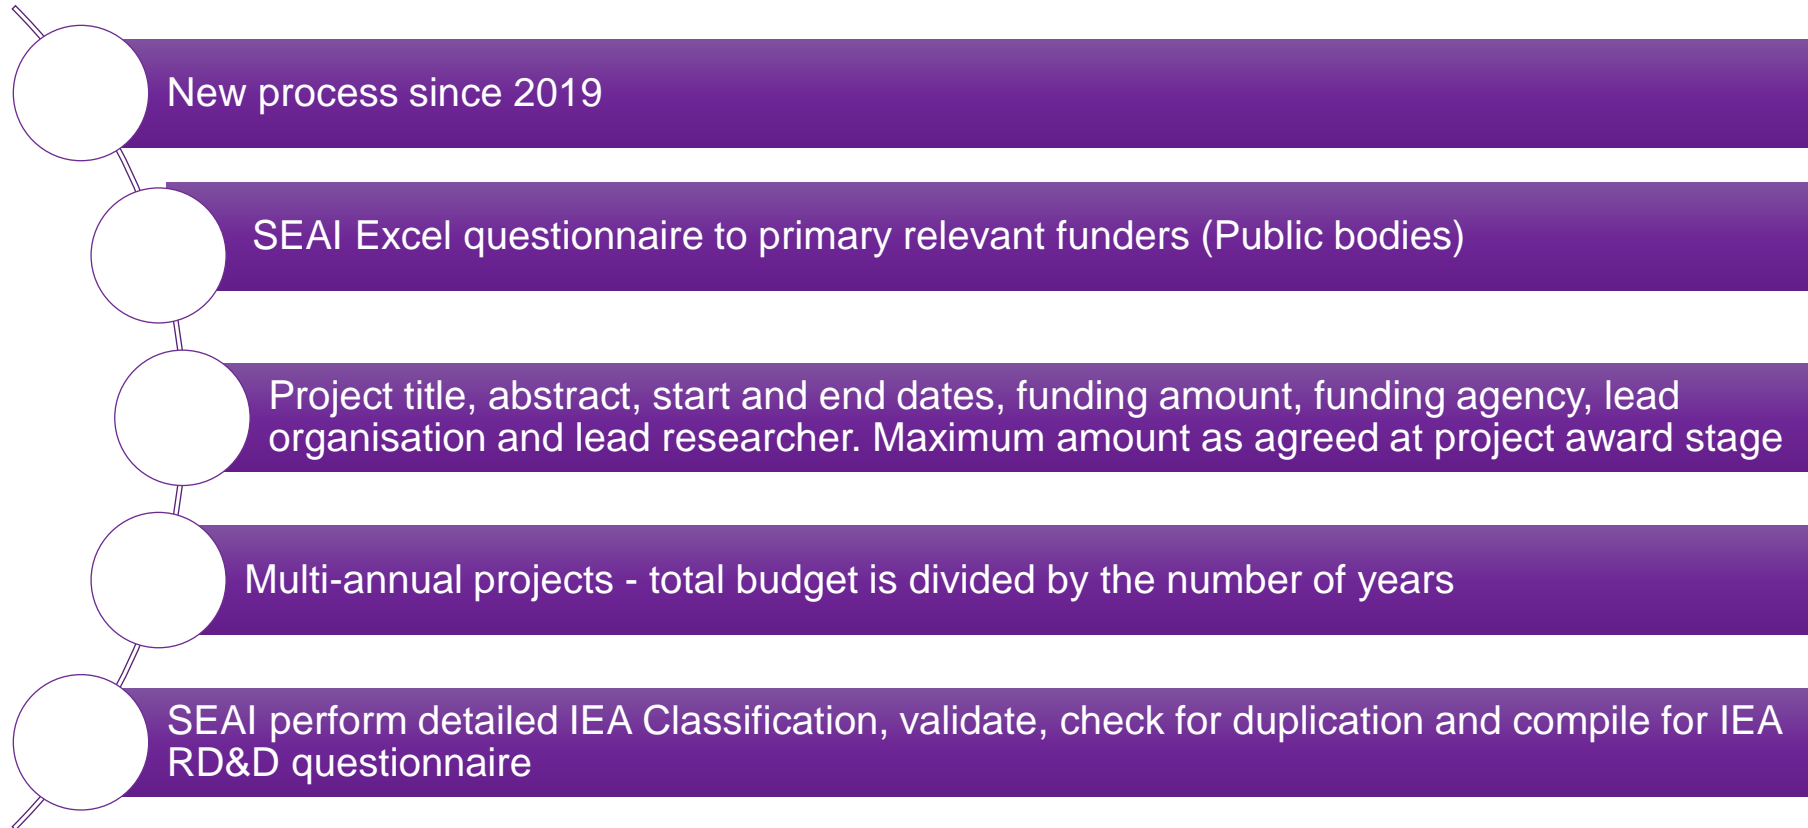 New process since 2019
SEAI Excel questionnaire to primary relevant funders (Public bodies)
Project title, abstract, start and end dates, funding amount, funding agency, lead
organisation and lead researcher. Maximum amount as agreed at project award stage
Multi-annual projects - total budget is divided by the number of years
SEAI perform detailed IEA Classification, validate, check for duplication and compile for IEA
RD&D questionnaire